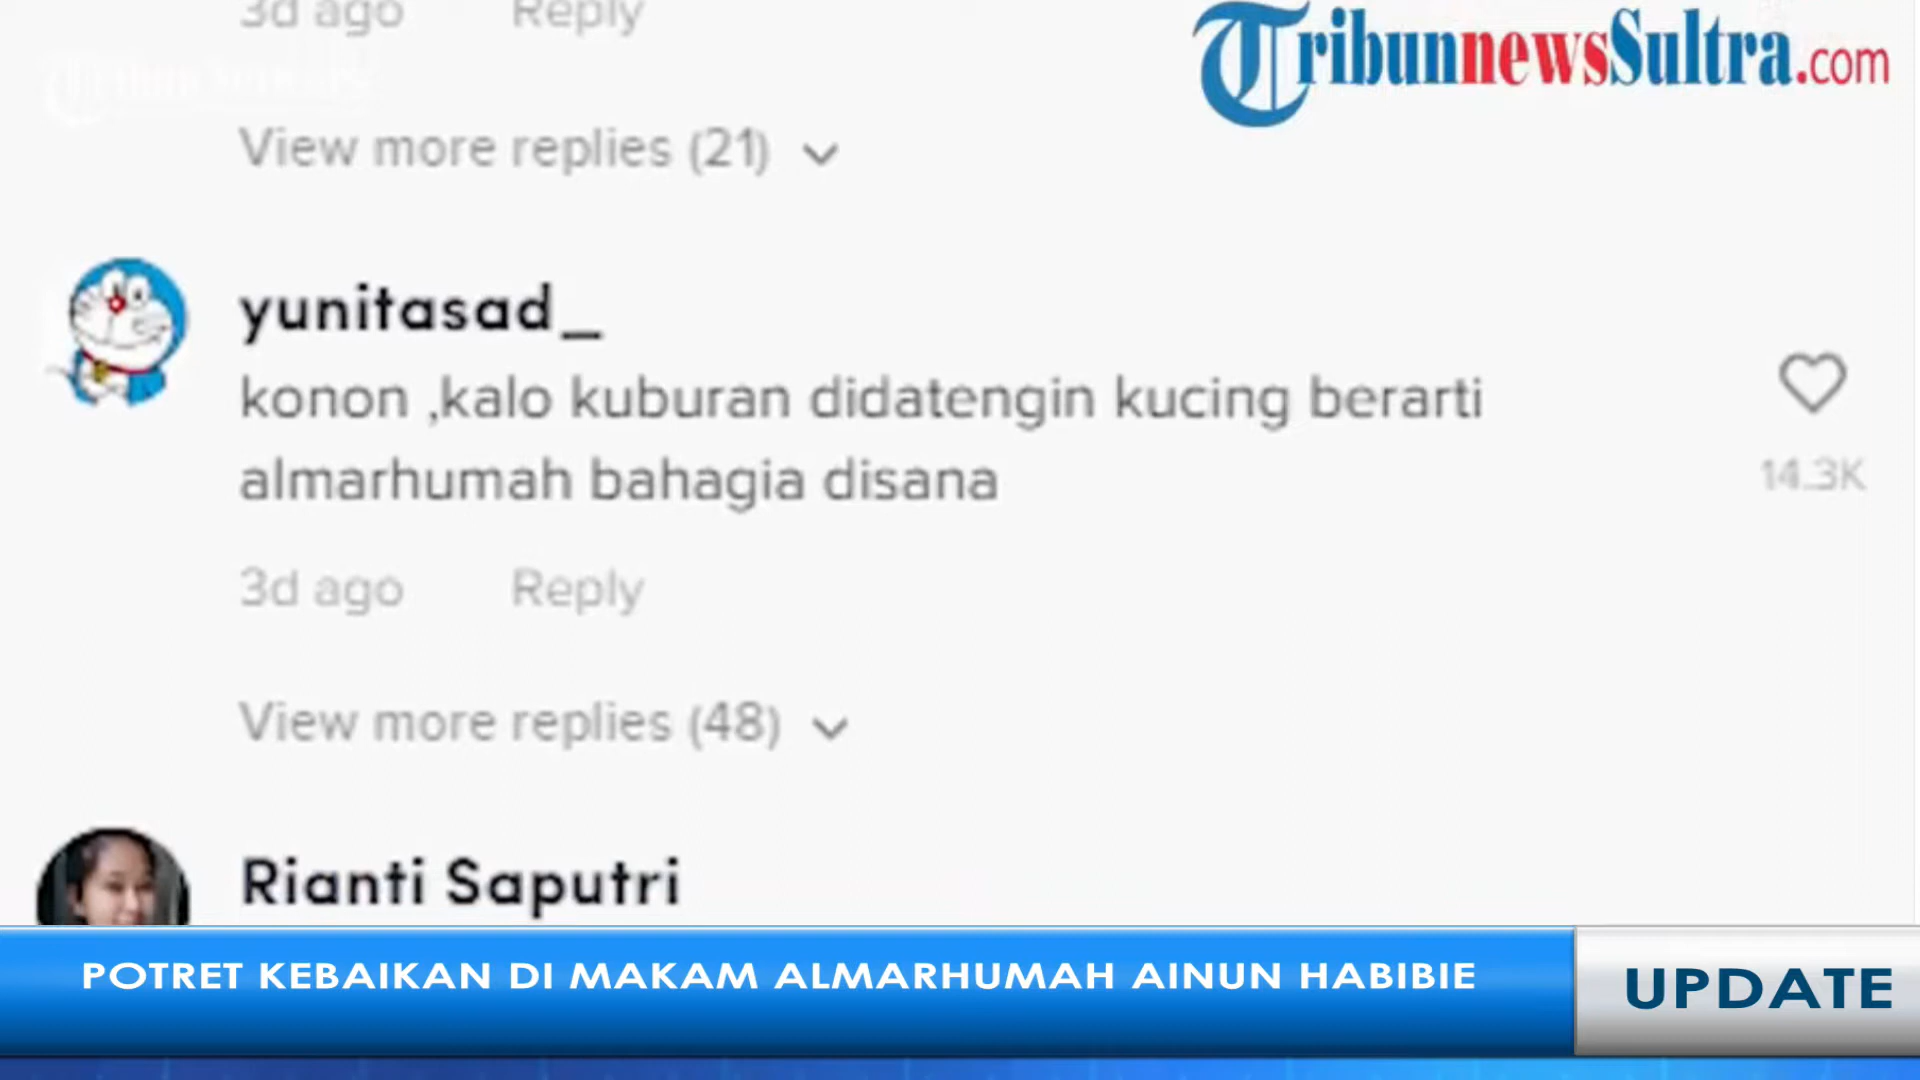 3d ago Reply
TribunnewsSultra.com
View more replies (21)
yunitasad_
konon ,kalo kuburan didatengin kucing berarti
almarhumah bahagia disana
14.3K
3d ago Reply
View more replies (48)
Rianti Saputri
POTRET KEBAIKAN DI MAKAM ALMARHUMAH AINUN HABIBIE
UPDATE